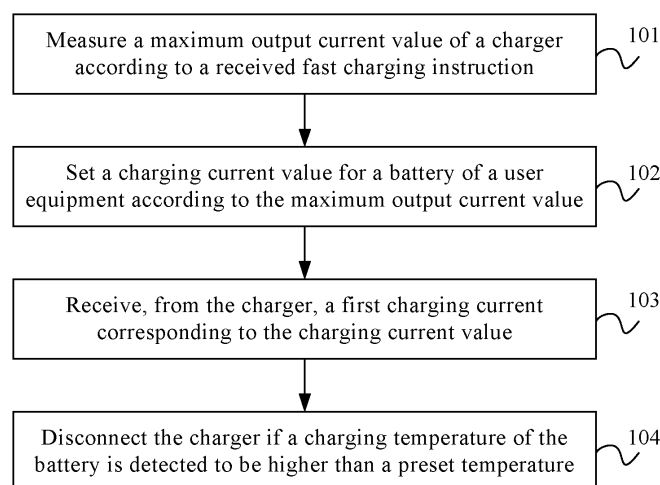 Measure a maximum output current value of a charger
according to a received fast charging instruction
101
Set a charging current value for a battery of a user
equipment according to the maximum output current value
102
Receive, from the charger, a first charging current
corresponding to the charging current value
103
Disconnect the charger if a charging temperature of the
battery is detected to be higher than a preset temperature
104